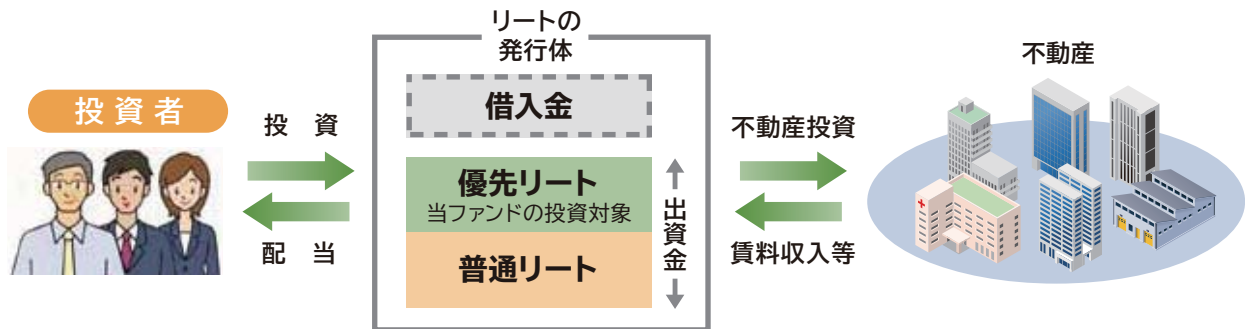 投資者
投資
配当
リートの
発行体
借入金
優先リート
当ファンドの投資対象
普通リート
出資金
不動産投資
賃料収入等
不動産